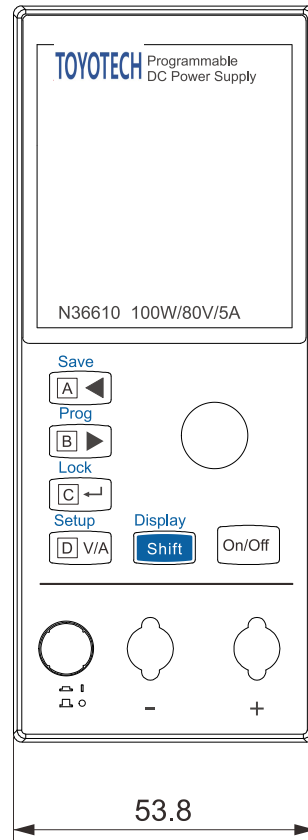 TOYOTECH Programmable
DC Power Supply
N36610 100W/80V/5A
Save
A
Prog
B
Lock
C
Setup
Display
D V/A
Shift
On/Off
- +
53.8